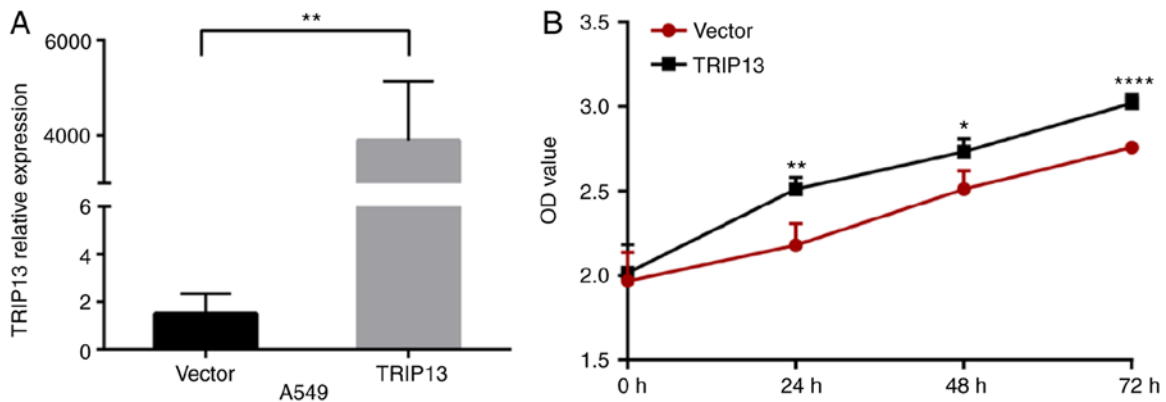 A
**
TRIP13 relative expression
6000
4000
6
4
2
0
Vector
TRIP13
A549
B
Vector
TRIP13
OD value
3.5
3.0
2.5
2.0
1.5
**
*
****
0 h
24 h
48 h
72 h